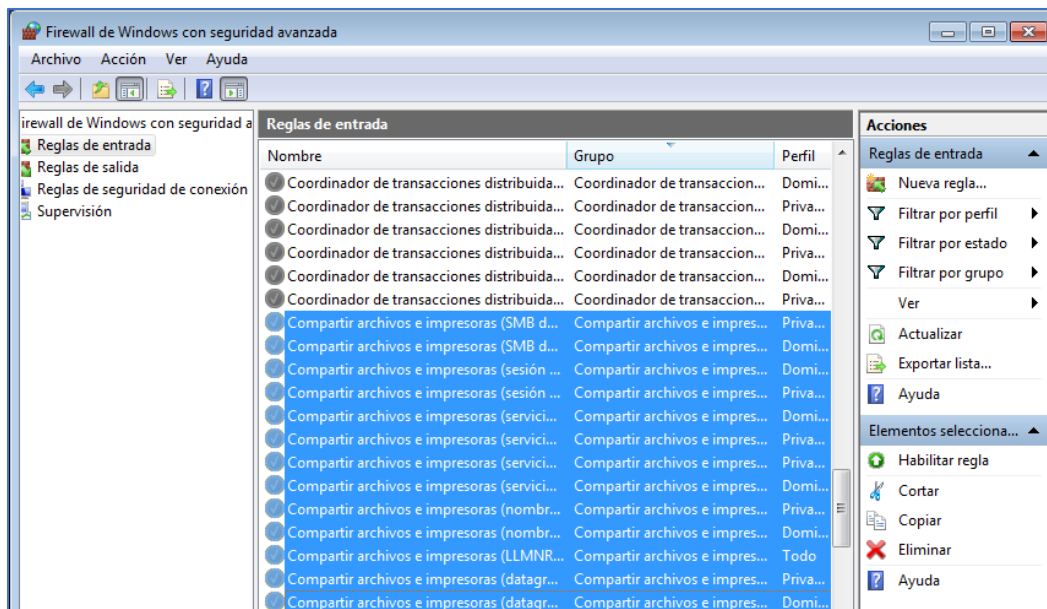 Firewall de Windows con seguridad avanzada
Archivo Acción Ver Ayuda
irewall de Windows con seguridad a
Reglas de entrada
Reglas de salida
Reglas de seguridad de conexión
Supervisión
Reglas de entrada
Nombre Grupo Perfil
Coordinador de transacciones distribuida... Coordinador de transaccion... Domi...
Coordinador de transacciones distribuida... Coordinador de transaccion... Priva...
Coordinador de transacciones distribuida... Coordinador de transaccion... Domi...
Coordinador de transacciones distribuida... Coordinador de transaccion... Priva...
Coordinador de transacciones distribuida... Coordinador de transaccion... Domi...
Coordinador de transacciones distribuida... Coordinador de transaccion... Priva...
Compartir archivos e impresoras (SMB d... Compartir archivos e impres... Priva...
Compartir archivos e impresoras (SMB d... Compartir archivos e impres... Domi...
Compartir archivos e impresoras (sesión ... Compartir archivos e impres... Domi...
Compartir archivos e impresoras (sesión ... Compartir archivos e impres... Priva...
Compartir archivos e impresoras (servici... Compartir archivos e impres... Domi...
Compartir archivos e impresoras (servici... Compartir archivos e impres... Priva...
Compartir archivos e impresoras (servici... Compartir archivos e impres... Priva...
Compartir archivos e impresoras (servici... Compartir archivos e impres... Domi...
Compartir archivos e impresoras (nombr... Compartir archivos e impres... Priva...
Compartir archivos e impresoras (nombr... Compartir archivos e impres... Domi...
Compartir archivos e impresoras (LLMNR... Compartir archivos e impres... Todo
Compartir archivos e impresoras (datagr... Compartir archivos e impres... Priva...
Compartir archivos e impresoras (datagr... Compartir archivos e impres... Domi...
Acciones
Reglas de entrada
Nueva regla...
Filtrar por perfil
Filtrar por estado
Filtrar por grupo
Ver
Actualizar
Exportar lista...
Ayuda
Elementos selecciona...
Habilitar regla
Cortar
Copiar
Eliminar
Ayuda